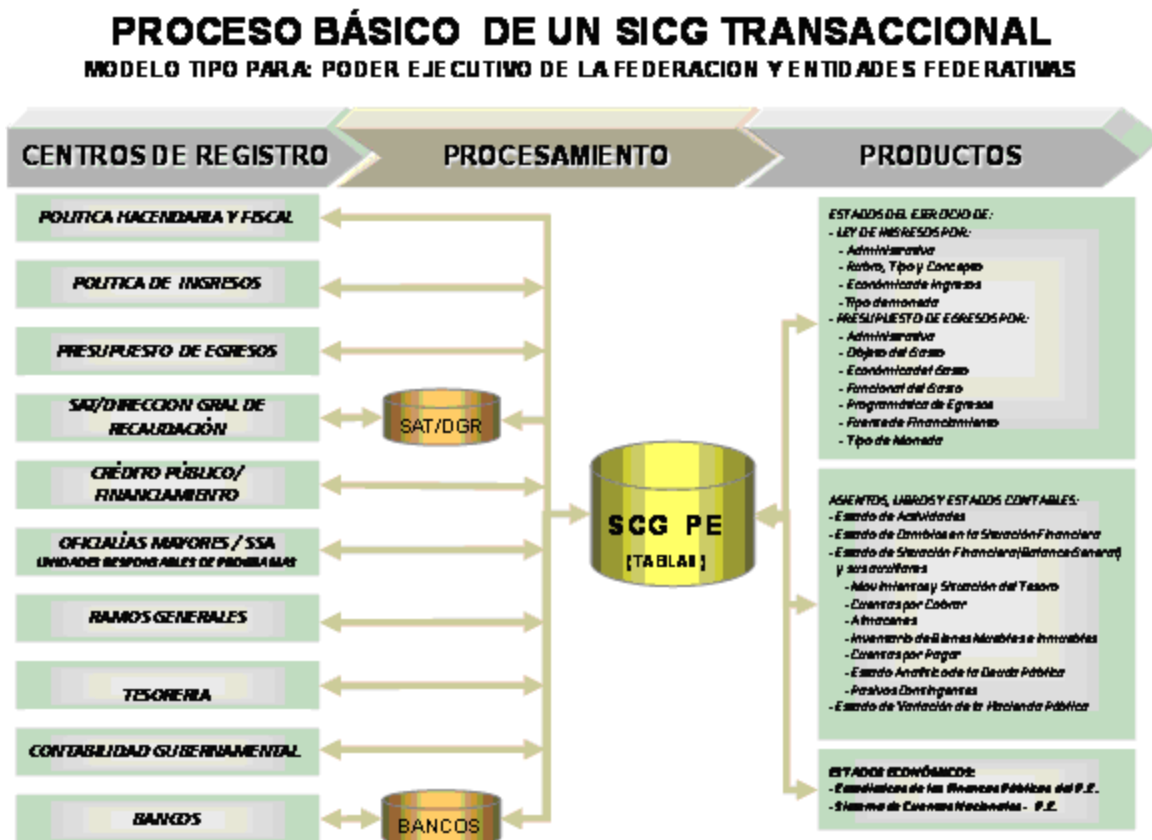 PROCESO BÁSICO DE UN SICG TRANSACCIONAL
MODELO TIPO PARA: PODER EJECUTIVO DE LA FEDERACION Y ENTIDADES FEDERATIVAS
CENTROS DE REGISTRO
PROCESAMIENTO
PRODUCTOS
POLITICA HACENDARIA Y FISCAL
POLITICA DE INGRESOS
PRESUPUESTO DE EGRESOS
SAT/DIRECCION GRAL DE
RECAUDACIÓN
CRÉDITO PÚBLICO/
FINANCIAMIENTO
OFICIALÍAS MAYORES / SSA
UNIDADES RESPONSABLES DE PROGRAMAS
RAMOS GENERALES
TESORERIA
CONTABILIDAD GUBERNAMENTAL
BANCOS
SAT/DGR
BANCOS
SCG PE
ESTADOS DEL EJERCICIO DE:
- LEY DE INGRESOS POR:
- Administrativa
- Rubro, Tipo y Concepto
- Económica de Ingresos
- Tipo de moneda
- PRESUPUESTO DE EGRESOS POR:
- Administrativa
- Objeto del Gasto
- Económica del Gasto
- Funcional del Gasto
- Programática de Egresos
- Fuente de Financiamiento
- Tipo de Moneda
ASIENTOS, LIBROS Y ESTADOS CONTABLES:
- Estado de Actividades
- Estado de Cambios en la Situación Financiera
- Estado de Situación Financiera (Balance General)
y sus auxiliares
- Movimientos y Situación del Tesoro
- Cuentas por Cobrar
- Almacenes
- Inventario de Bienes Muebles e Inmuebles
- Cuentas por Pagar
- Estado Analítico de la Deuda Pública
- Pasivos Contingentes
- Estado de Variación de la Hacienda Pública
ESTADOS ECONÓMICOS:
- Estadísticas de las Finanzas Públicas del P.E.
- Sistema de Cuentas Nacionales - P.E.